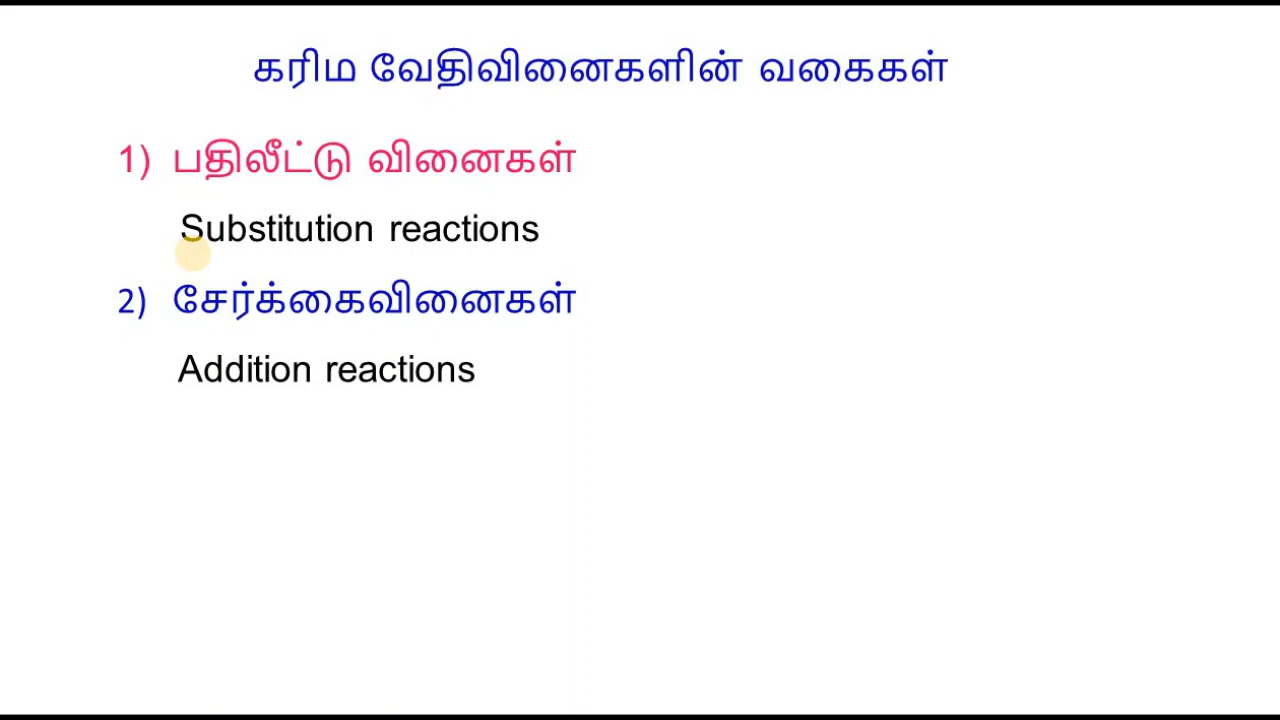 கரிம வேதிவினைகளின் வகைகள்
1) பதிலீட்டு வினைகள்
Substitution reactions
2) சேர்க்கைவினைகள்
Addition reactions